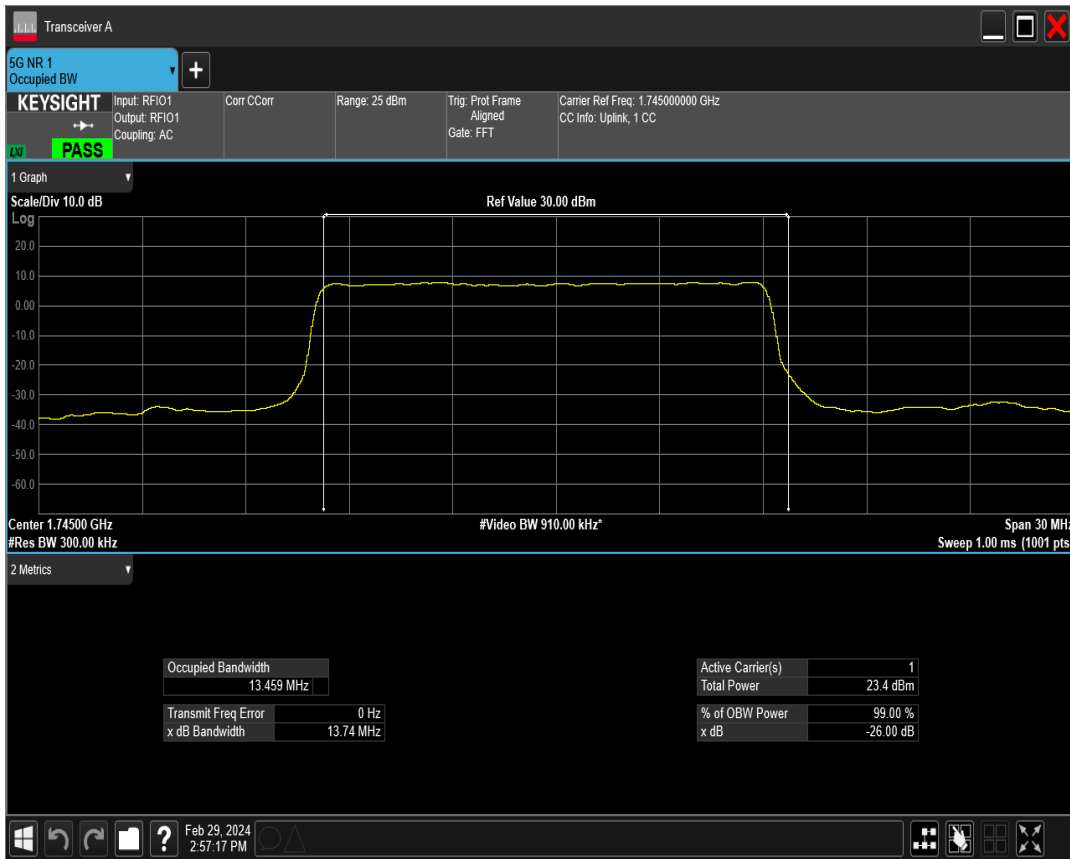 Transceiver A
5G NR 1
Occupied BW
KEYSIGHT
LXI
PASS
Input: RFIO1
Output: RFIO1
Coupling: AC
Corr CCorr
Range: 25 dBm
Trig: Prot Frame
Aligned
Gate: FFT
Carrier Ref Freq: 1.745000000 GHz
CC Info: Uplink, 1 CC
1 Graph
Scale/Div 10.0 dB
Ref Value 30.00 dBm
Log
20.0
10.0
0.00
-10.0
-20.0
-30.0
-40.0
-50.0
-60.0
Center 1.74500 GHz
#Video BW 910.00 kHz*
Span 30 MHz
#Res BW 300.00 kHz
Sweep 1.00 ms (1001 pts
2 Metrics
Occupied Bandwidth
13.459 MHz
Transmit Freq Error 0 Hz
x dB Bandwidth 13.74 MHz
Active Carrier(s) 1
Total Power 23.4 dBm
% of OBW Power 99.00 %
x dB -26.00 dB
Feb 29, 2024
2:57:17 PM